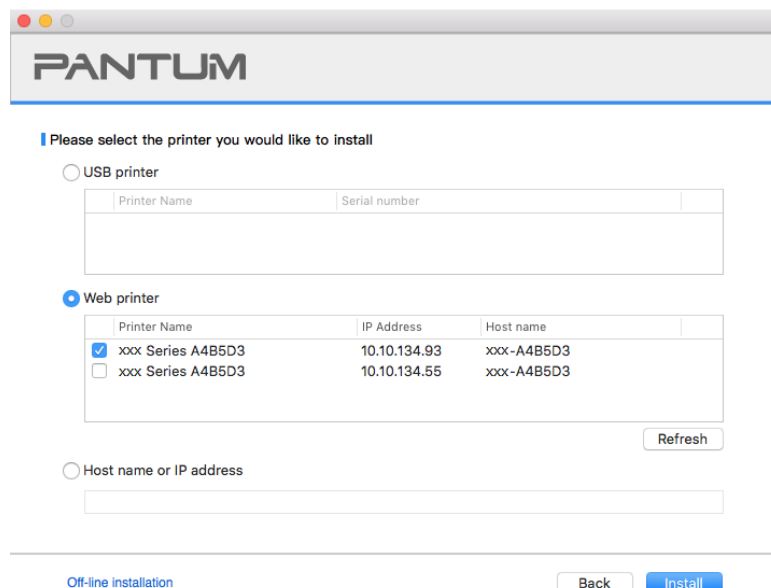 PANTUM
Please select the printer you would like to install
USB printer
Printer Name Serial number
Web printer
Printer Name IP Address Host name
xxx Series A4B5D3 10.10.134.93 xxx-A4B5D3
xxx Series A4B5D3 10.10.134.55 xxx-A4B5D3
Refresh
Host name or IP address
Off-line installation Back Install